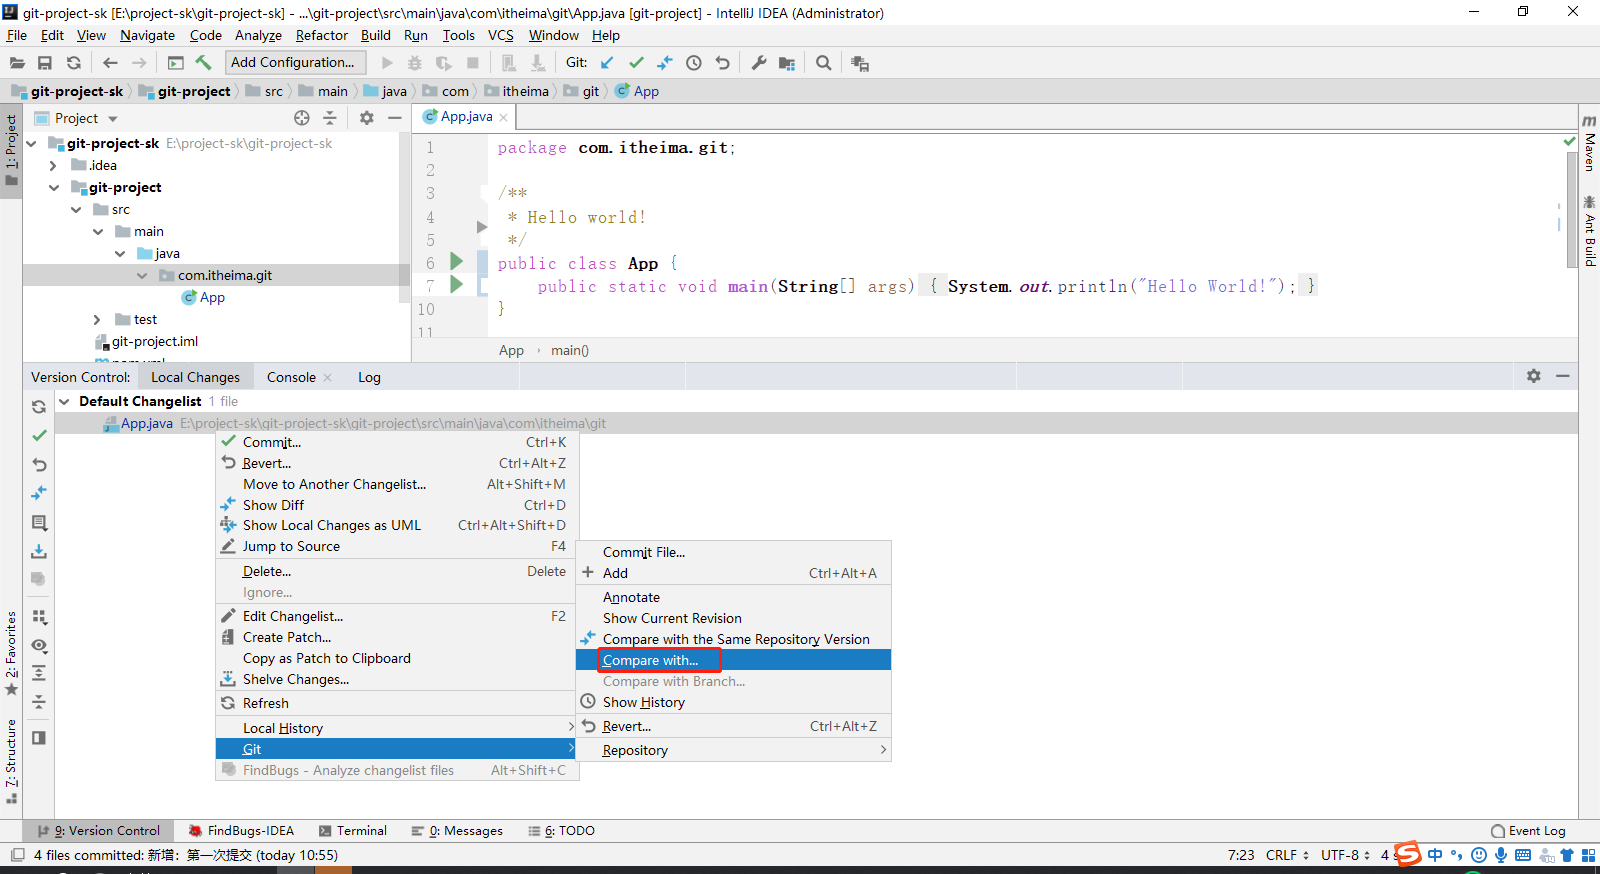 git-project-sk [E:\project-sk\git-project-sk] - ...\git-project\src\main\java\com\itheima\git\App.java [git-project] - IntelliJ IDEA (Administrator)
File Edit View Navigate Code Analyze Refactor Build Run Tools VCS Window Help
Add Configuration... Git:
git-project-sk git-project src main java com itheima git App
Project
App.java
1: Project
git-project-sk E:\project-sk\git-project-sk
.idea
git-project
src
main
java
com.itheima.git
App
test
git-project.iml
pom.xml
1 package com.itheima.git;
2
3 /**
4 * Hello world!
5 */
6 public class App {
7 public static void main(String[] args) { System.out.println("Hello World!"); }
10 }
11
App › main()
m Maven
Ant Build
Version Control: Local Changes Console Log
Default Changelist 1 file
App.java E:\project-sk\git-project-sk\git-project\src\main\java\com\itheima\git
Commit... Ctrl+K
Revert... Ctrl+Alt+Z
Move to Another Changelist... Alt+Shift+M
Show Diff Ctrl+D
Show Local Changes as UML Ctrl+Alt+Shift+D
Jump to Source F4
Delete... Delete
Ignore...
Edit Changelist... F2
Create Patch...
Copy as Patch to Clipboard
Shelve Changes...
Refresh
Local History
Git
FindBugs - Analyze changelist files Alt+Shift+C
Commit File...
Add Ctrl+Alt+A
Annotate
Show Current Revision
Compare with the Same Repository Version
Compare with...
Compare with Branch...
Show History
Revert... Ctrl+Alt+Z
Repository
2: Favorites
7: Structure
9: Version Control FindBugs-IDEA Terminal 0: Messages 6: TODO Event Log
4 files committed: 新增: 第一次提交 (today 10:55) 7:23 CRLF UTF-8 4 s 中